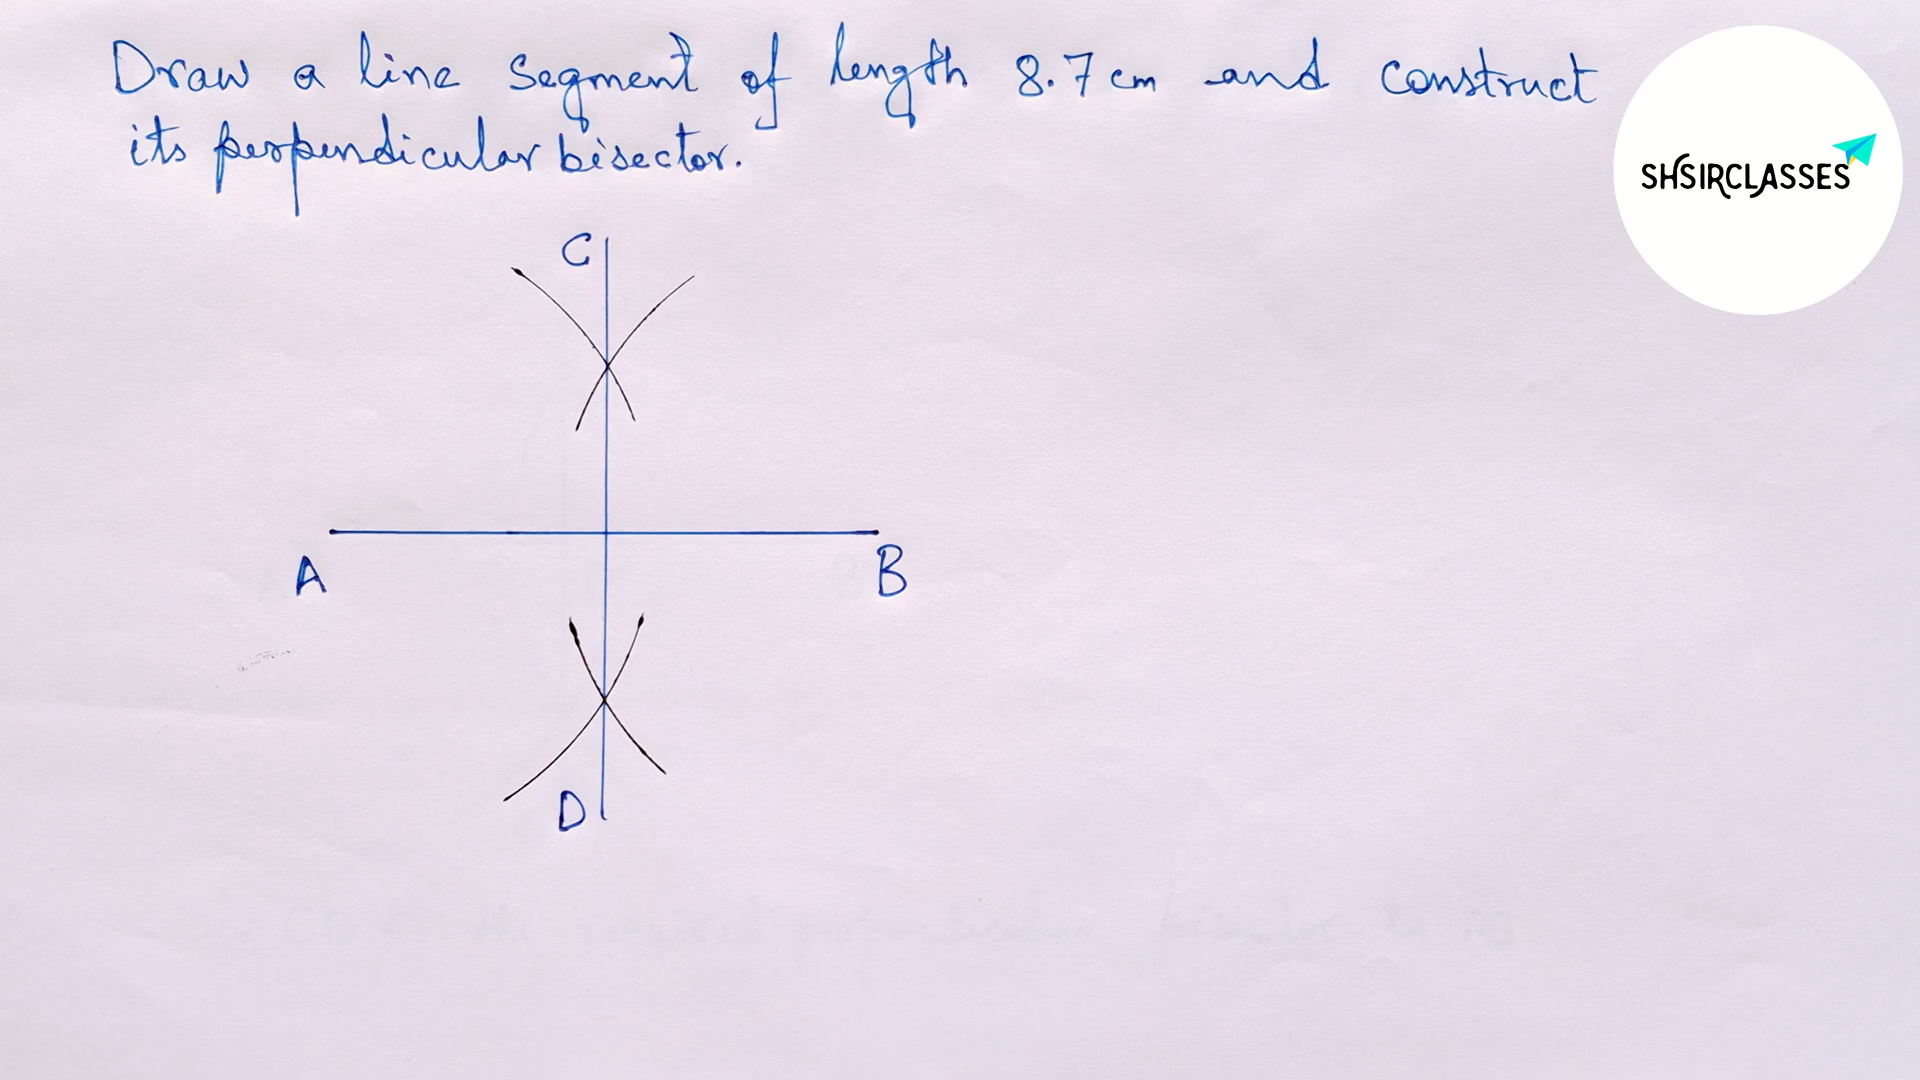 Draw a line segment of length 8.7 cm and construct
its perpendicular bisector.
SHSIRCLASSES
C
A
B
D